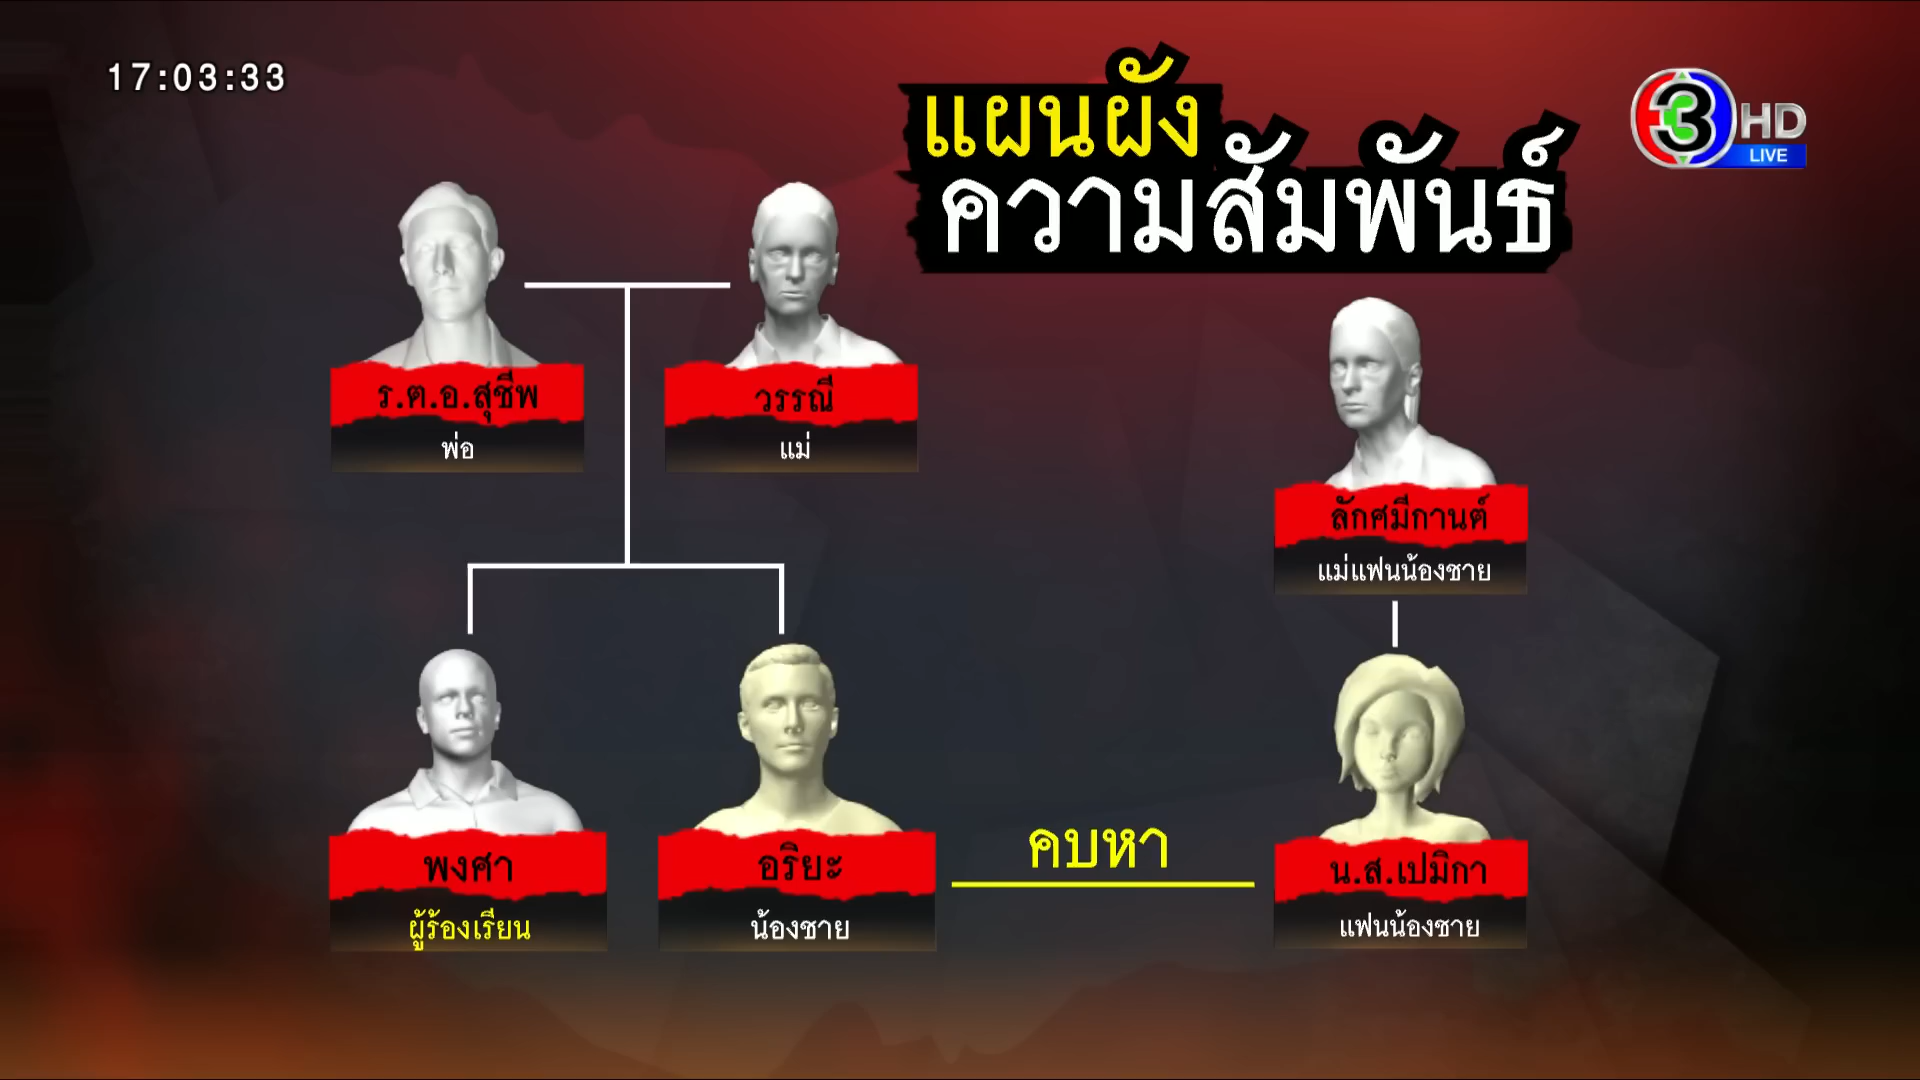 17:03:33
แผนผัง
ความสัมพันธ์
3 HD
LIVE
ร.ต.อ.สุชีพ
พ่อ
วรรณี
แม่
ลักศมีกานต์
แม่แฟนน้องชาย
พงศา
ผู้ร้องเรียน
อริยะ
น้องชาย
คบหา
น.ส.เปมิกา
แฟนน้องชาย